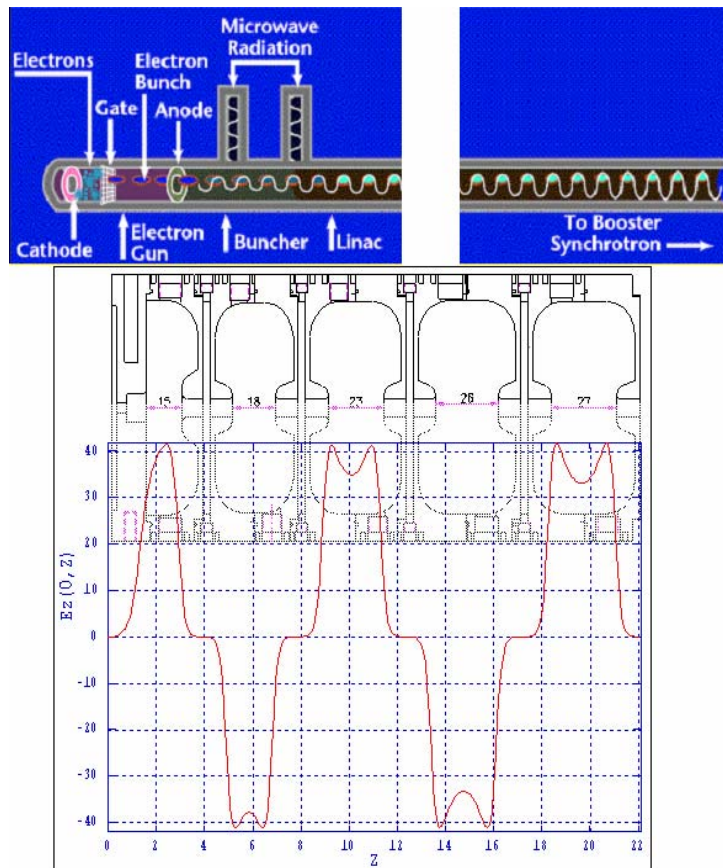 Microwave
Radiation
Electrons
Electron
Bunch
Gate
Anode
Cathode
Electron
Gun
Buncher
Linac
To Booster
Synchrotron
15
18
23
26
27
40
30
20
10
0
-10
-20
-30
-40
Ez(0,Z)
0
2
4
6
8
10
12
14
16
18
20
22
Z